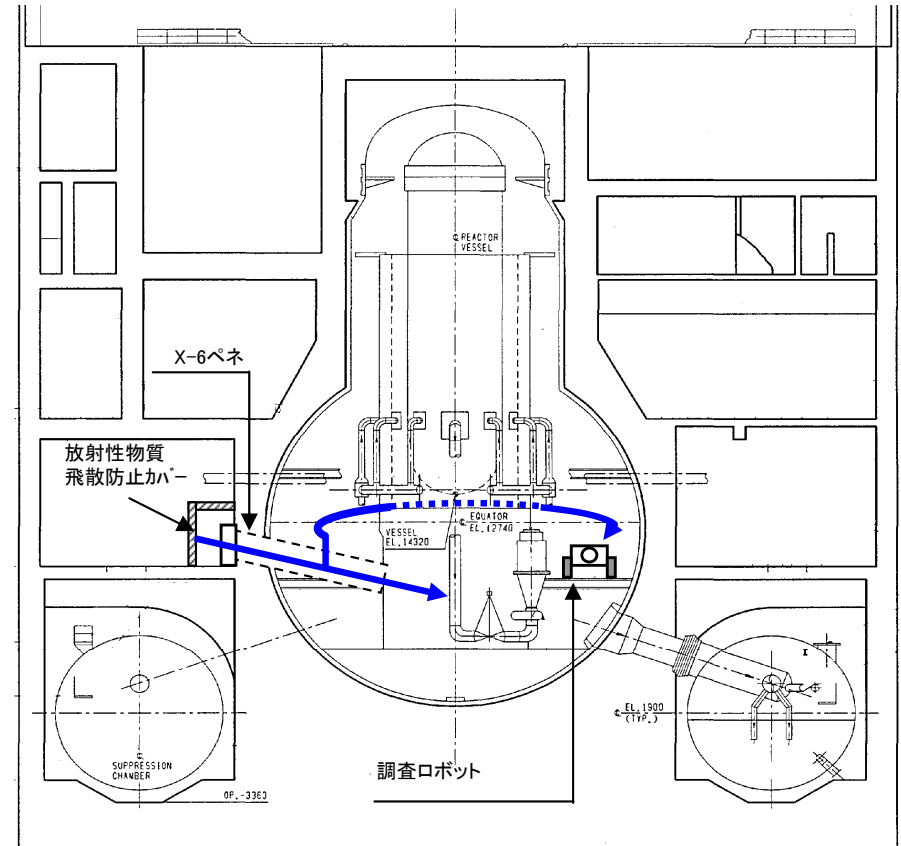 ℄ REACTOR
VESSEL
X-6ペネ
放射性物質
飛散防止ｶﾊﾞｰ
℄ EQUATOR
EL.12740
VESSEL
EL.14320
℄ EL.1900
(TYP.)
℄
SUPPRESSION
CHAMBER
OP.-3360
調査ロボット